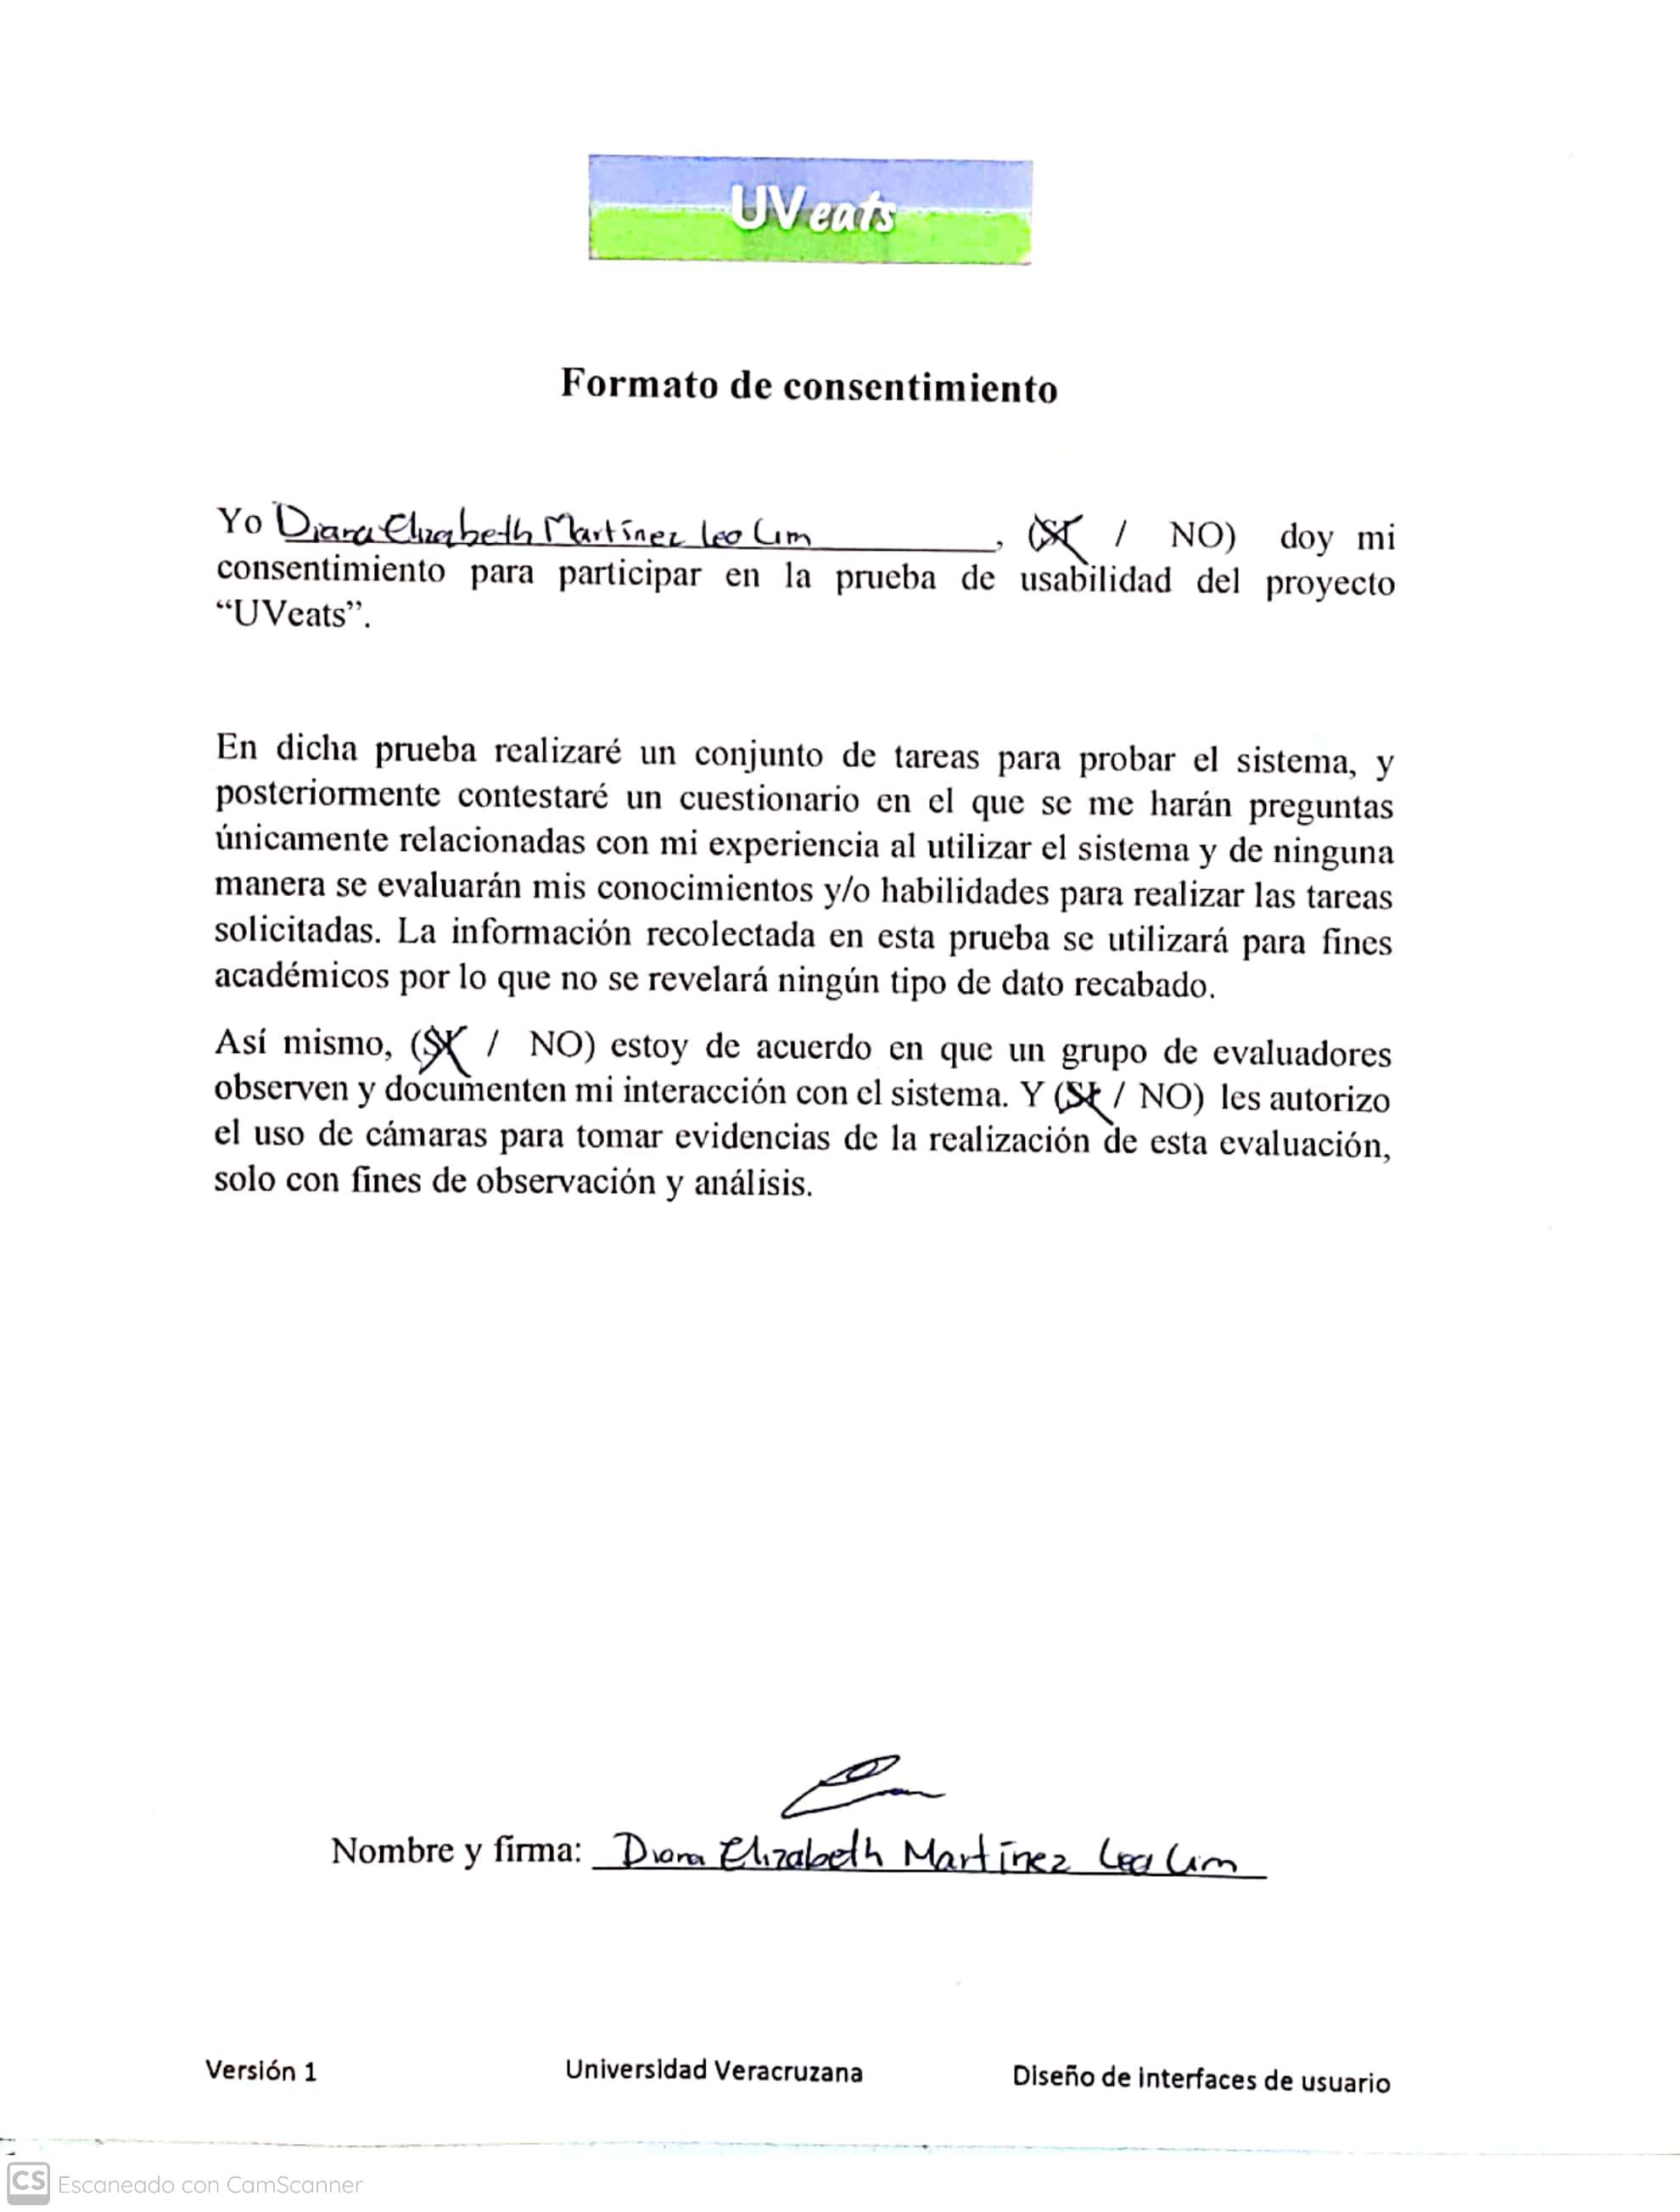 UVeats
Formato de consentimiento
Yo Diana Elizabeth Martínez Leo Lim, (SI / NO) doy mi
consentimiento para participar en la prueba de usabilidad del proyecto
“UVeats”.
En dicha prueba realizaré un conjunto de tareas para probar el sistema, y
posteriormente contestaré un cuestionario en el que se me harán preguntas
únicamente relacionadas con mi experiencia al utilizar el sistema y de ninguna
manera se evaluarán mis conocimientos y/o habilidades para realizar las tareas
solicitadas. La información recolectada en esta prueba se utilizará para fines
académicos por lo que no se revelará ningún tipo de dato recabado.
Así mismo, (SI / NO) estoy de acuerdo en que un grupo de evaluadores
observen y documenten mi interacción con el sistema. Y (SI / NO) les autorizo
el uso de cámaras para tomar evidencias de la realización de esta evaluación,
solo con fines de observación y análisis.
Nombre y firma: Diana Elizabeth Martínez Leo Lim
Versión 1 Universidad Veracruzana Diseño de interfaces de usuario
CS Escaneado con CamScanner